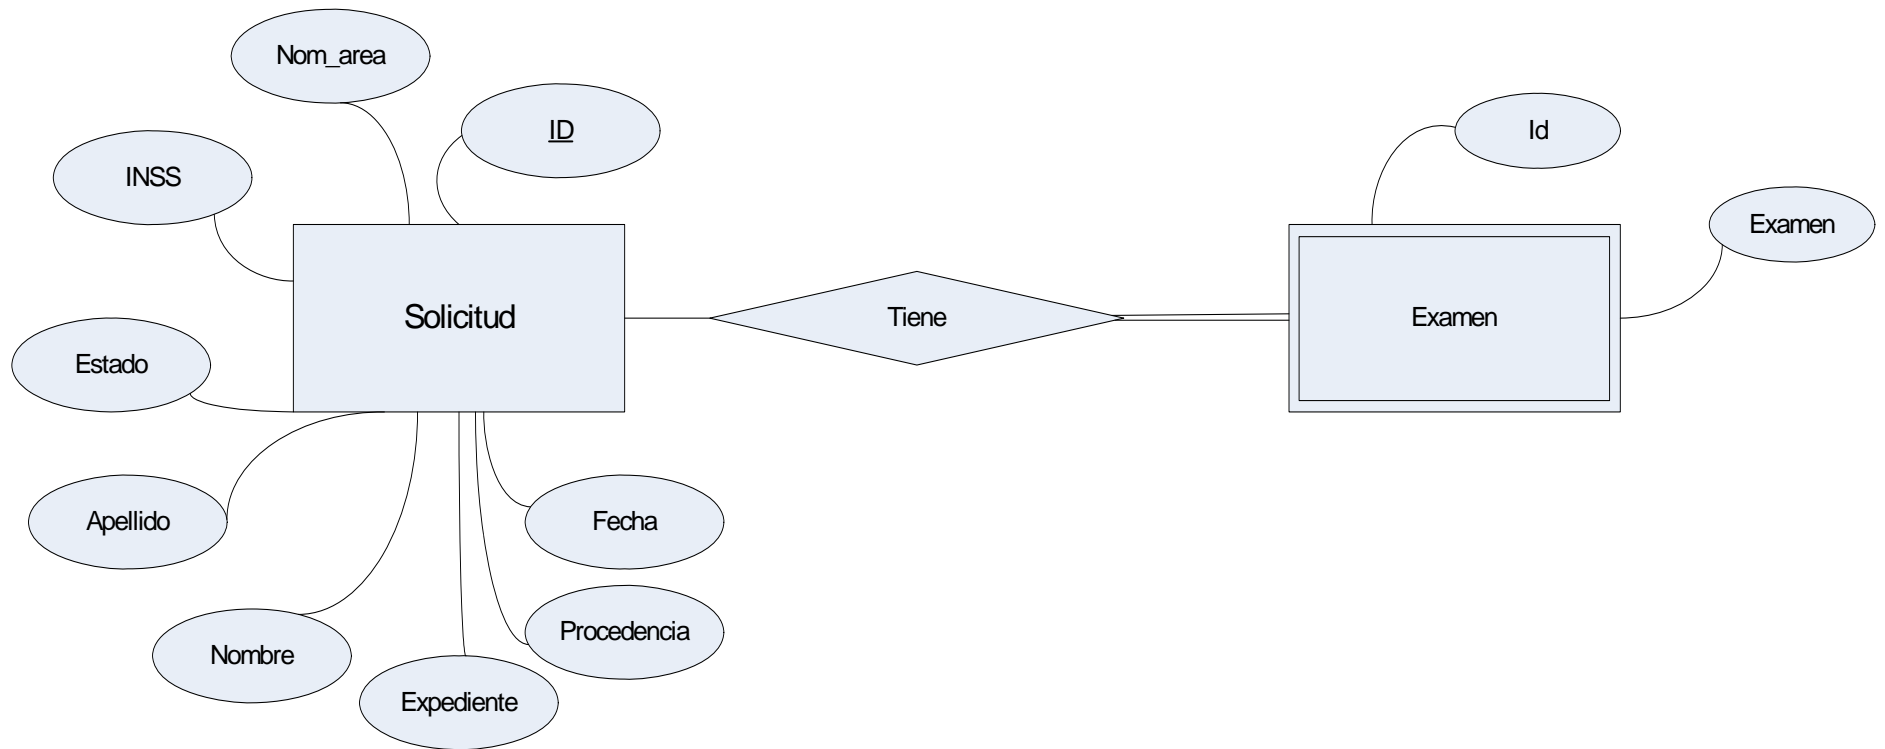 Nom_area
ID
Id
INSS
Examen
Solicitud
Tiene
Examen
Estado
Apellido
Fecha
Procedencia
Nombre
Expediente